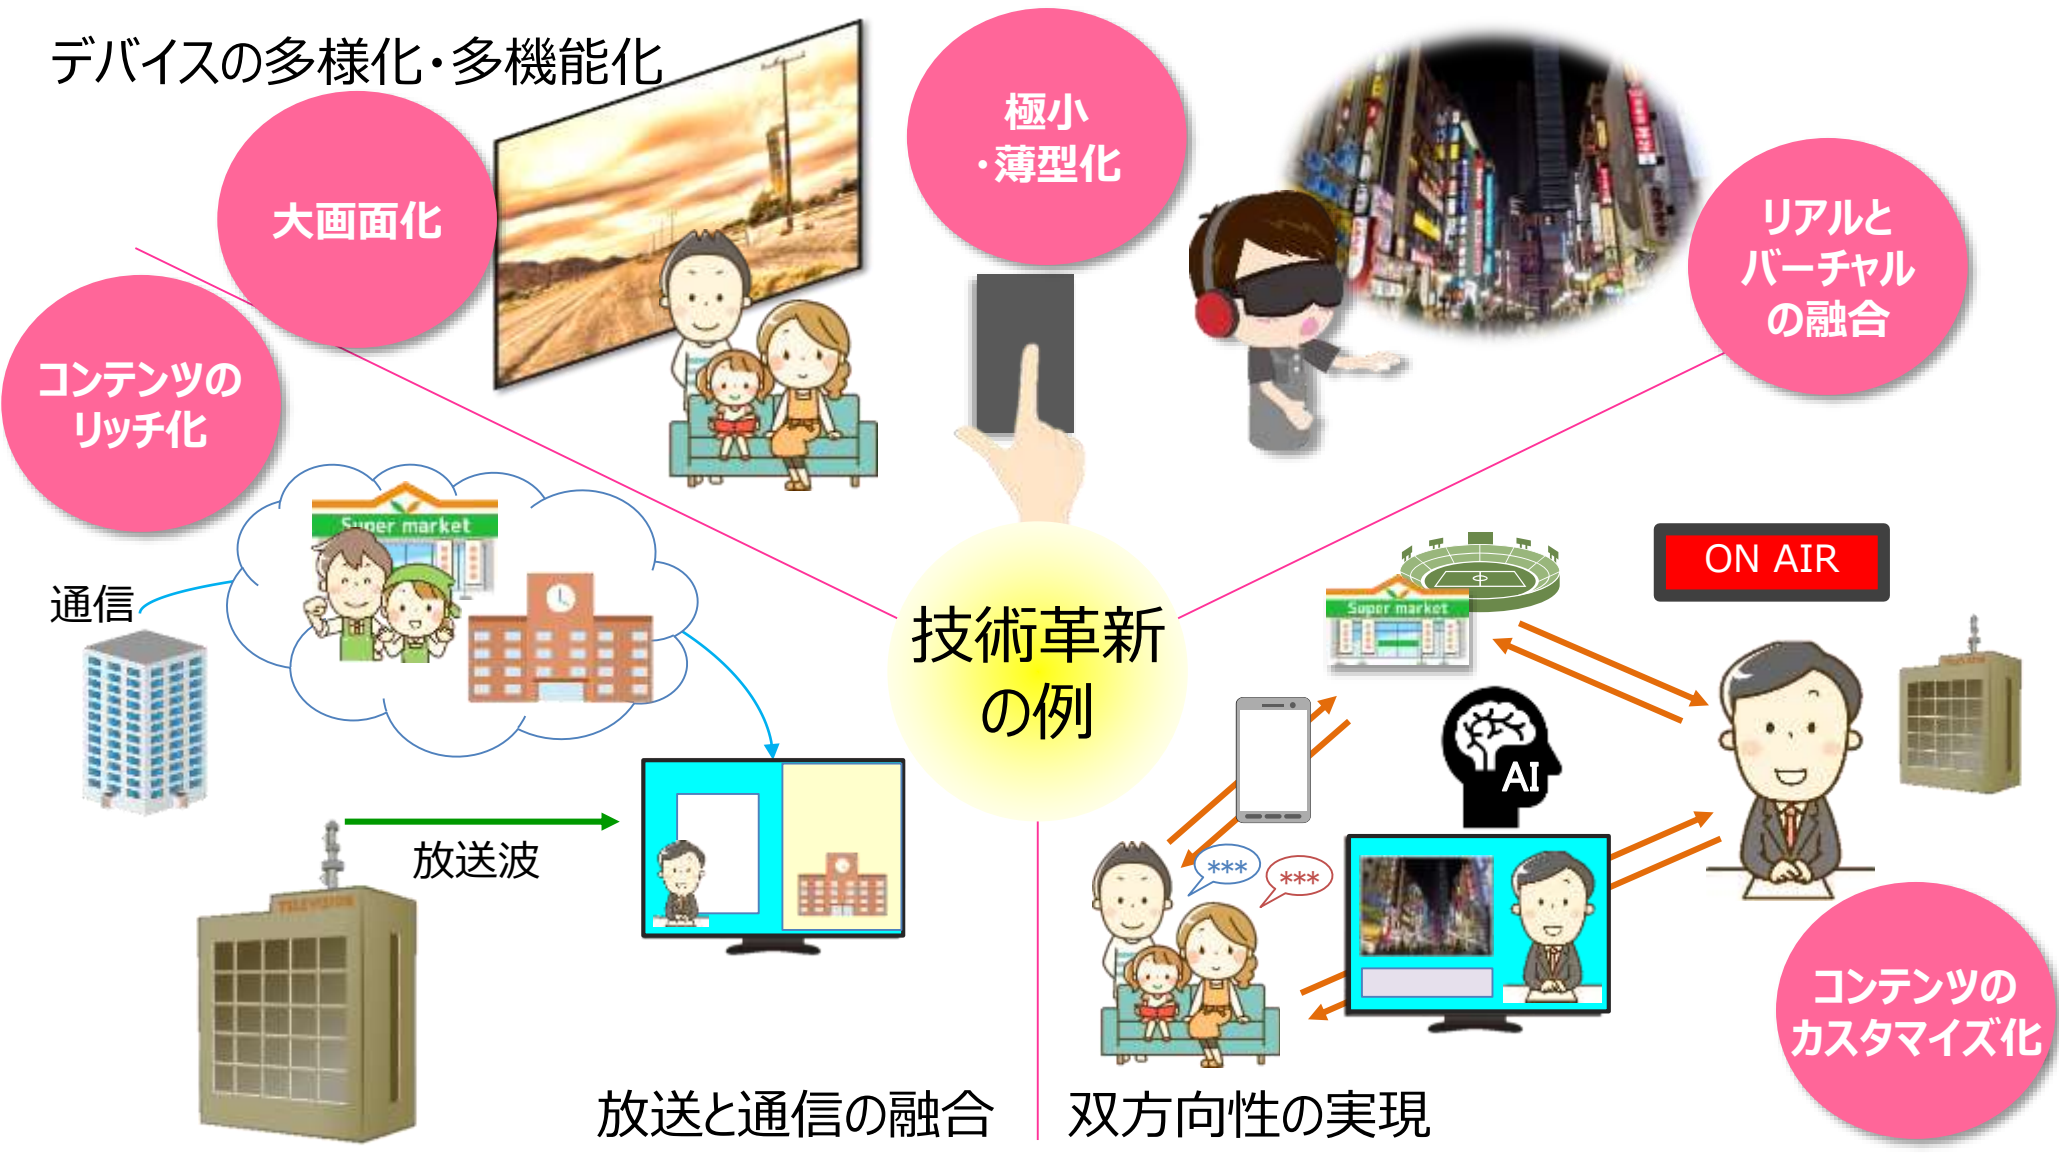 デバイスの多様化・多機能化
大画面化
極小
・薄型化
リアルと
バーチャル
の融合
コンテンツの
リッチ化
Super market
通信
放送波
TELEVISION
技術革新
の例
ON AIR
Super market
AI
***
***
コンテンツの
カスタマイズ化
放送と通信の融合
双方向性の実現